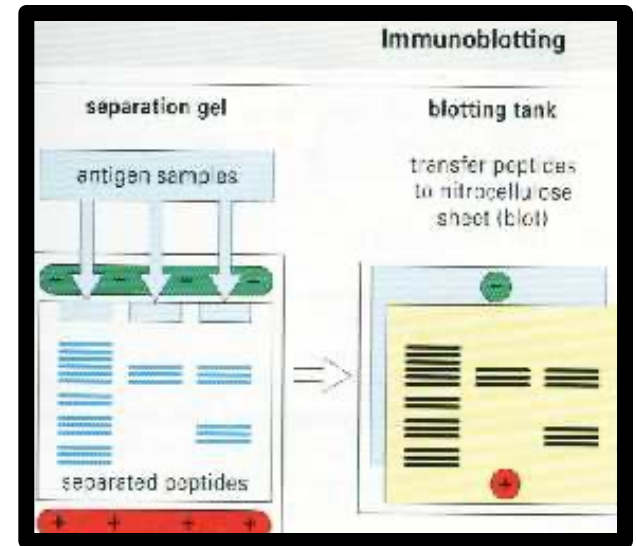 Immunoblotting
separation gel
blotting tank
antigen samples
transfer peptides
to nitrocellulose
sheet (blot)
- - - -
-
separated peptides
+
+ + + +